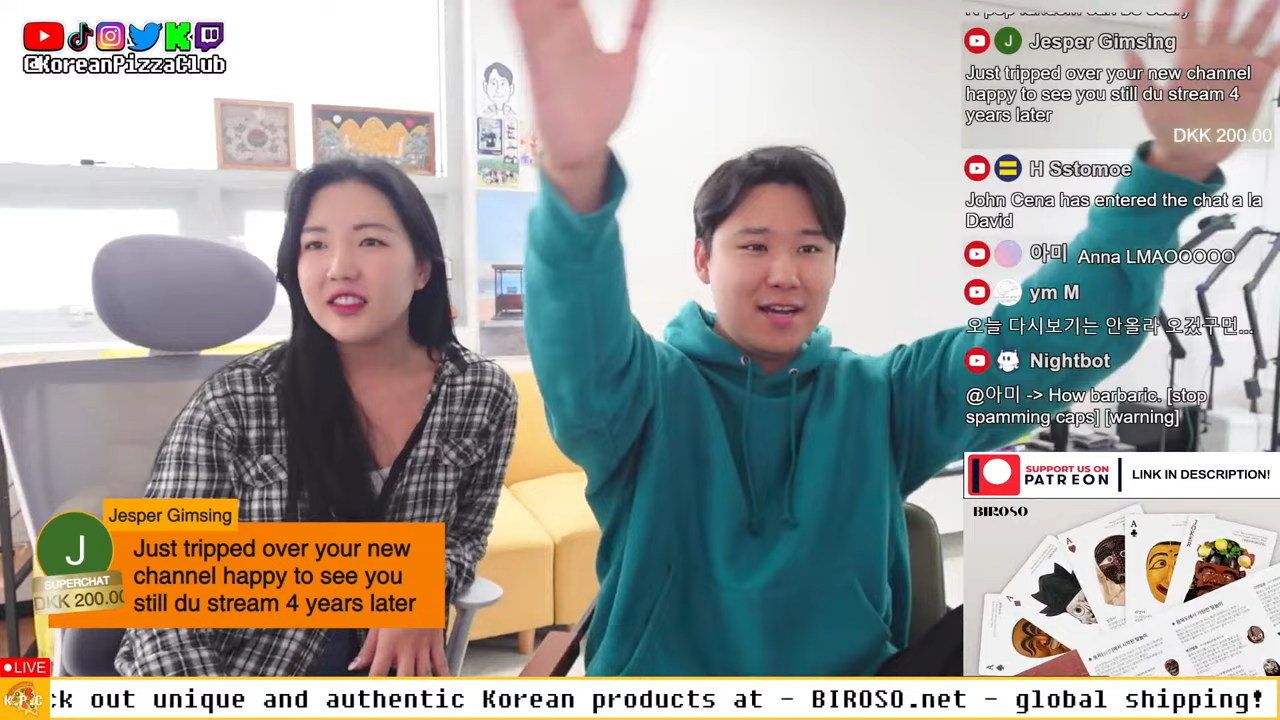 @KoreanPizzaClub
Jesper Gimsing
Just tripped over your new channel
happy to see you still du stream 4
years later
DKK 200.00
H Sstomoe
John Cena has entered the chat a la
David
아미 Anna LMAOOOOO
ym M
오늘 다시보기는 안올라 오겠구먼...
Nightbot
@아미 -> How barbaric. [stop
spamming caps] [warning]
SUPPORT US ON
PATREON
LINK IN DESCRIPTION!
BIROSO
Jesper Gimsing
J
Just tripped over your new
channel happy to see you
still du stream 4 years later
SUPERCHAT
DKK 200.00
LIVE
K.P.C
ck out unique and authentic Korean products at - BIROSO.net - global shipping!